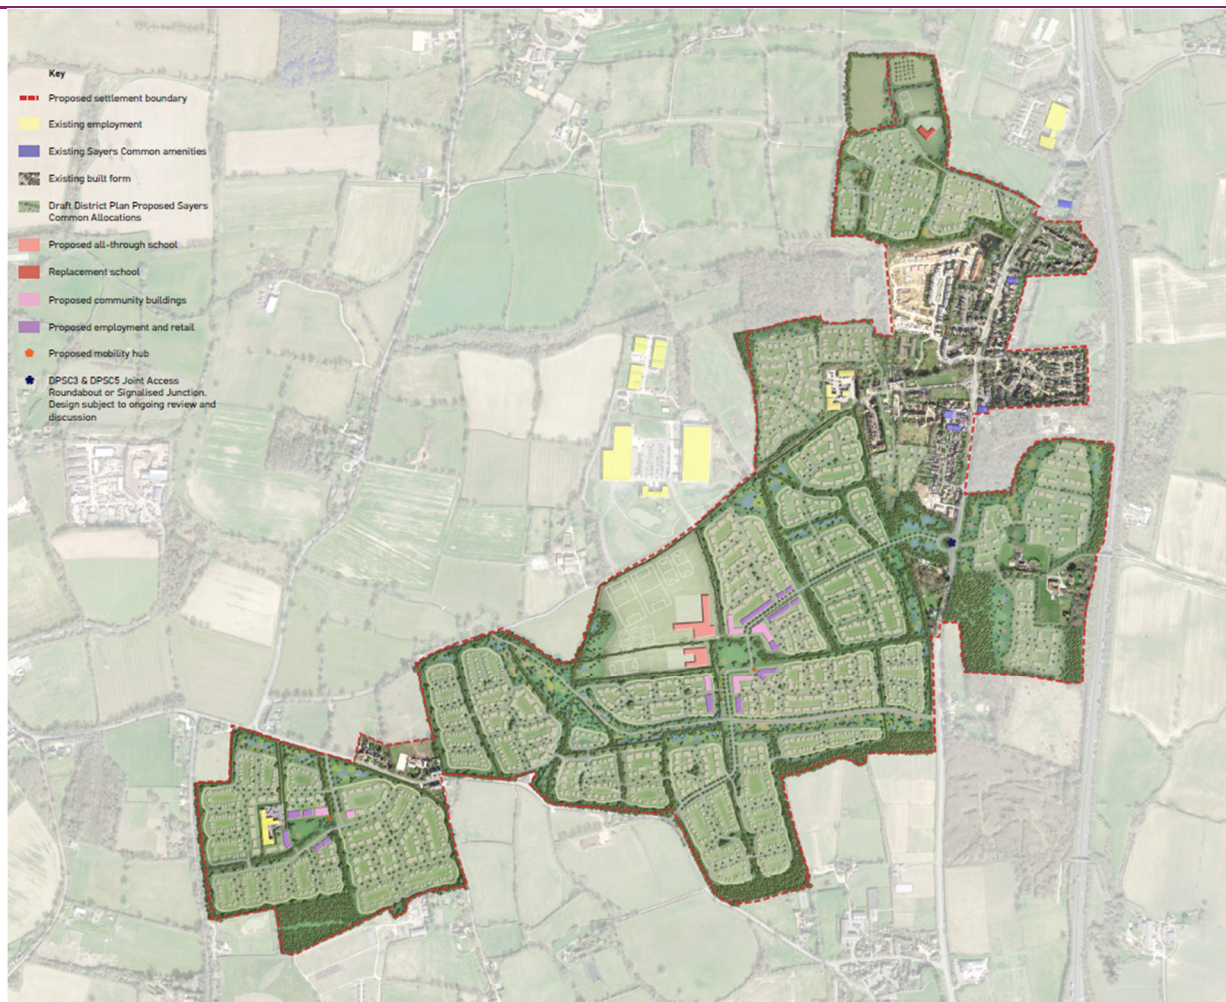 Key
Proposed settlement boundary
Existing employment
Existing Sayers Common amenities
Existing built form
Draft District Plan Proposed Sayers
Common Allocations
Proposed all-through school
Replacement school
Proposed community buildings
Proposed employment and retail
Proposed mobility hub
DPSC3 & DPSC5 Joint Access
Roundabout or Signalised Junction.
Design subject to ongoing review and
discussion